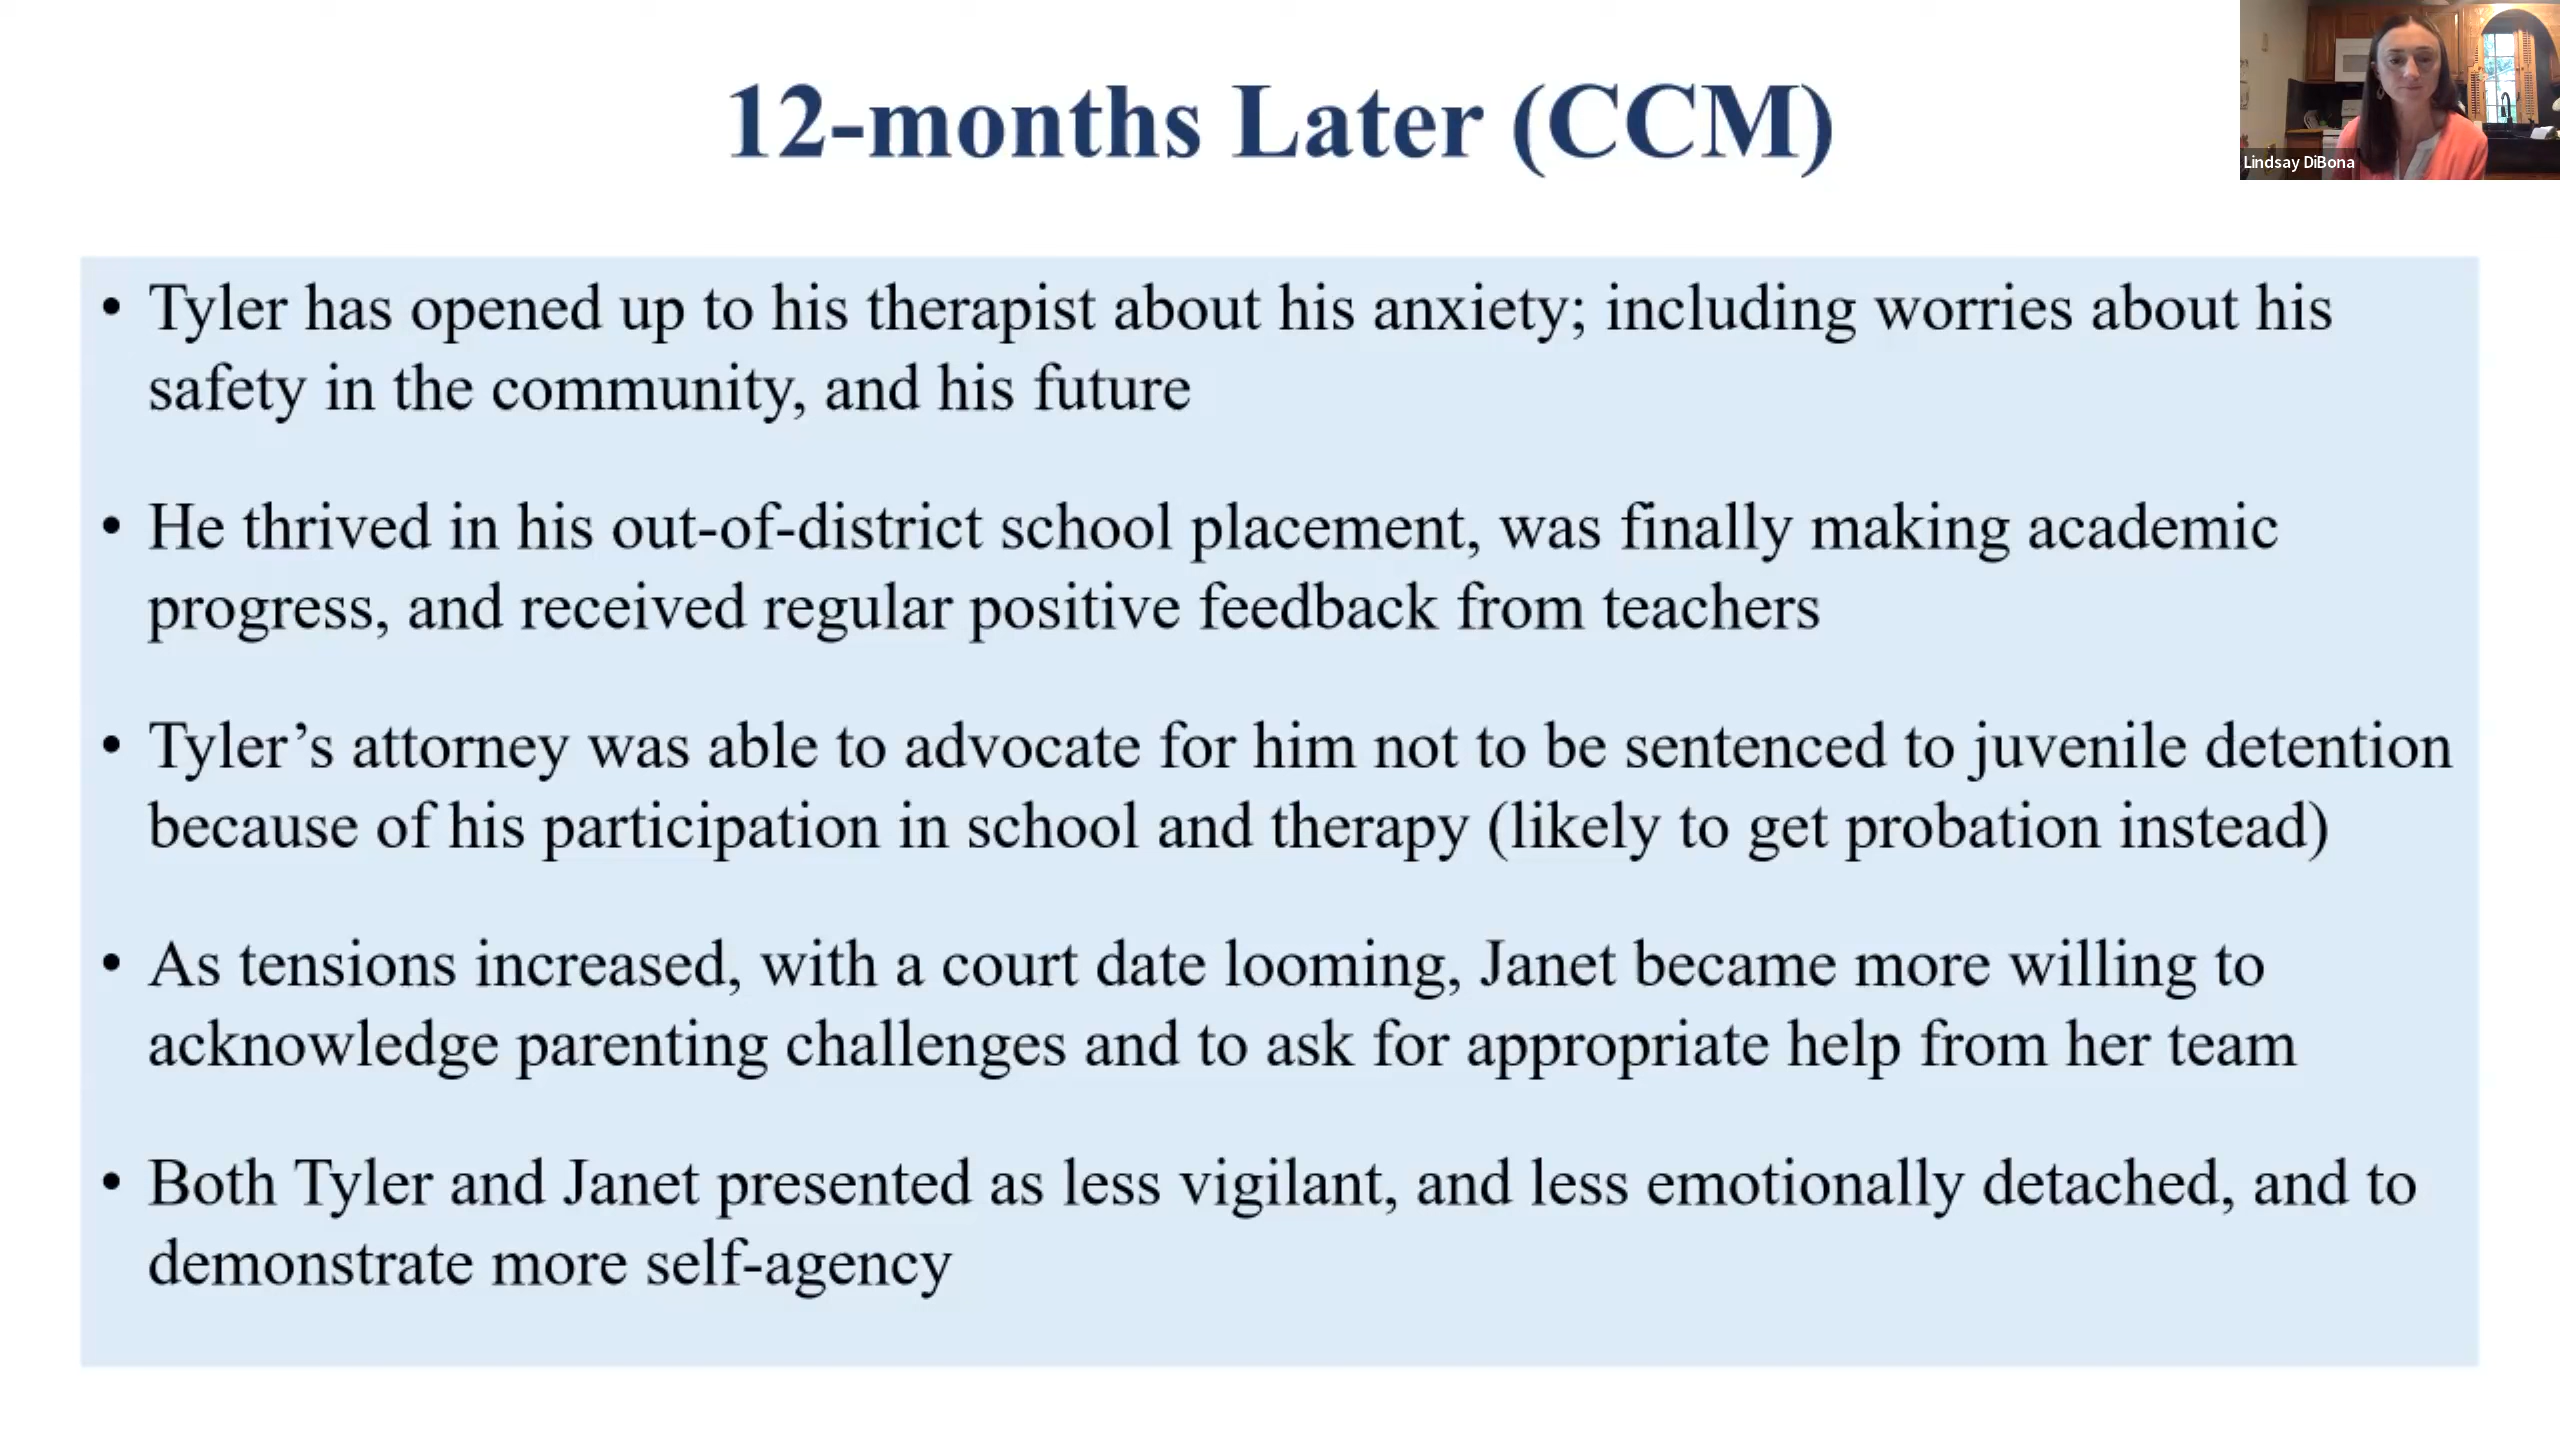 12-months Later (CCM)
Lindsay DiBona
• Tyler has opened up to his therapist about his anxiety; including worries about his
safety in the community, and his future
• He thrived in his out-of-district school placement, was finally making academic
progress, and received regular positive feedback from teachers
• Tyler’s attorney was able to advocate for him not to be sentenced to juvenile detention
because of his participation in school and therapy (likely to get probation instead)
• As tensions increased, with a court date looming, Janet became more willing to
acknowledge parenting challenges and to ask for appropriate help from her team
• Both Tyler and Janet presented as less vigilant, and less emotionally detached, and to
demonstrate more self-agency